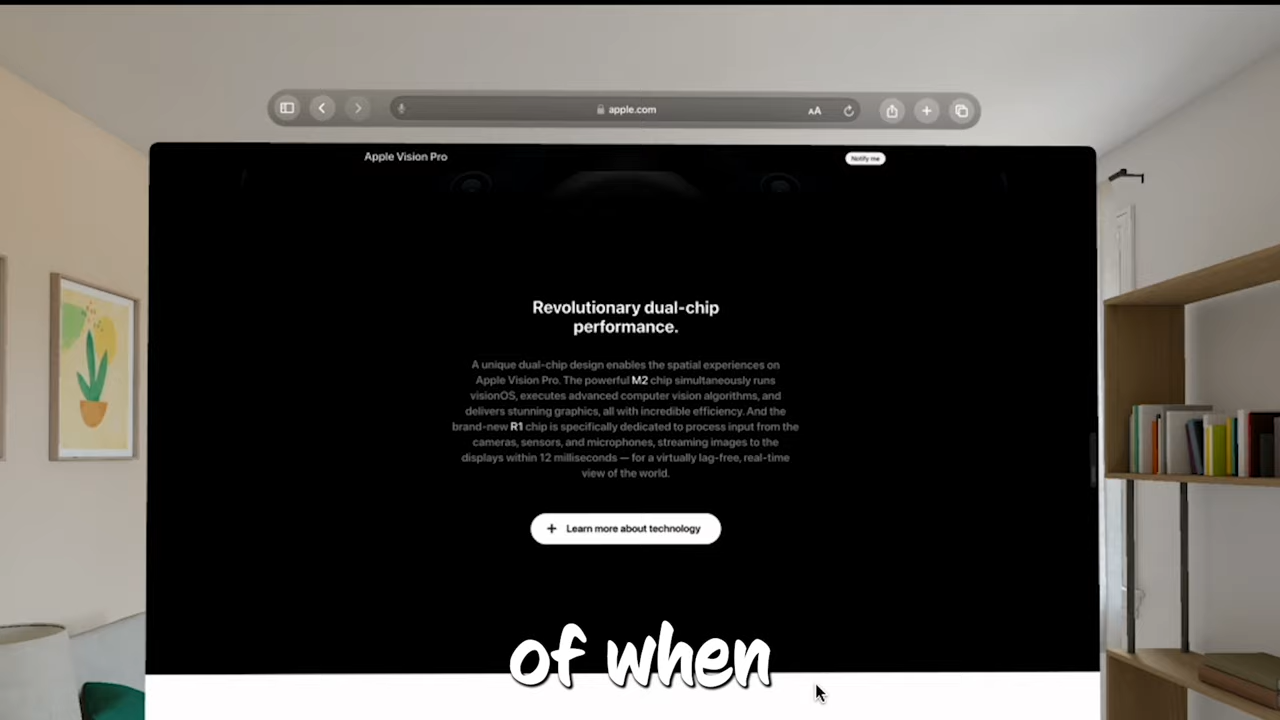 apple.com
AA
Apple Vision Pro
Notify me
Revolutionary dual-chip
performance.
A unique dual-chip design enables the spatial experiences on
Apple Vision Pro. The powerful M2 chip simultaneously runs
visionOS, executes advanced computer vision algorithms, and
delivers stunning graphics, all with incredible efficiency. And the
brand-new R1 chip is specifically dedicated to process input from the
cameras, sensors, and microphones, streaming images to the
displays within 12 milliseconds — for a virtually lag-free, real-time
view of the world.
+ Learn more about technology
of when